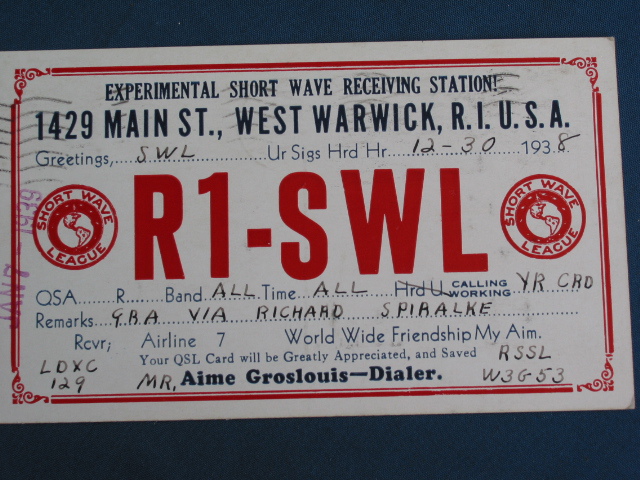 EXPERIMENTAL SHORT WAVE RECEIVING STATION!
1429 MAIN ST., WEST WARWICK, R.I. U.S.A.
Greetings, SWL Ur Sigs Hrd Hr 12-30 1938
R1-SWL
SHORT WAVE LEAGUE
SHORT WAVE LEAGUE
QSA R Band ALL Time ALL Hrd U CALLING WORKING YR CRD
Remarks GBA VIA RICHARD SPIRALKE
Rcvr; Airline 7 World Wide Friendship My Aim.
Your QSL Card will be Greatly Appreciated, and Saved RSSL
LDXC
129 MR, Aime Groslouis—Dialer. W3G53
1939